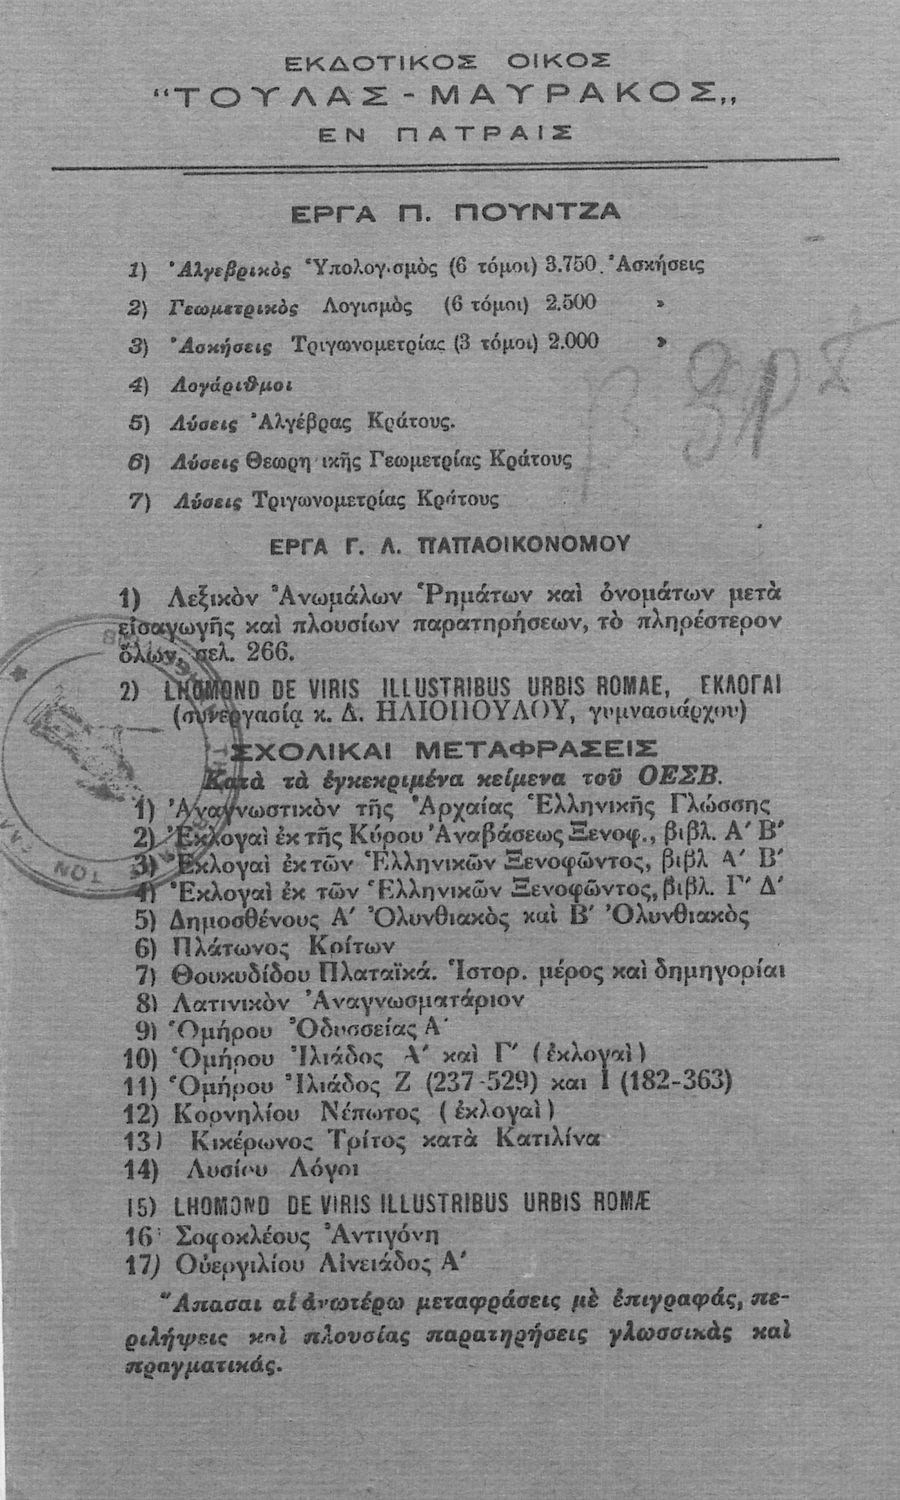 ΕΚΔΟΤΙΚΟΣ ΟΙΚΟΣ
“ΤΟΥΛΑΣ - ΜΑΥΡΑΚΟΣ„
ΕΝ ΠΑΤΡΑΙΣ
ΕΡΓΑ Π. ΠΟΥΝΤΖΑ
1) Ἀλγεβρικὸς Ὑπολογισμὸς (6 τόμοι) 3.750. Ἀσκήσεις
2) Γεωμετρικὸς Λογισμὸς (6 τόμοι) 2.500 »
3) Ἀσκήσεις Τριγωνομετρίας (3 τόμοι) 2.000 »
4) Λογάριθμοι
5) Λύσεις Ἀλγέβρας Κράτους.
6) Λύσεις Θεωρητικῆς Γεωμετρίας Κράτους
7) Λύσεις Τριγωνομετρίας Κράτους
ΕΡΓΑ Γ. Λ. ΠΑΠΑΟΙΚΟΝΟΜΟΥ
1) Λεξικὸν Ἀνωμάλων Ῥημάτων καὶ ὀνομάτων μετὰ
εἰσαγωγῆς καὶ πλουσίων παρατηρήσεων, τὸ πληρέστερον
ὅλων, σελ. 266.
2) LHOMOND DE VIRIS ILLUSTRIBUS URBIS ROMAE, ΕΚΛΟΓΑΙ
(συνεργασίᾳ κ. Δ. ΗΛΙΟΠΟΥΛΟΥ, γυμνασιάρχου)
ΣΧΟΛΙΚΑΙ ΜΕΤΑΦΡΑΣΕΙΣ
Κατὰ τὰ ἐγκεκριμένα κείμενα τοῦ ΟΕΣΒ.
1) Ἀναγνωστικὸν τῆς Ἀρχαίας Ἑλληνικῆς Γλώσσης
2) Ἐκλογαὶ ἐκ τῆς Κύρου Ἀναβάσεως Ξενοφ., βιβλ. Α' Β'
3) Ἐκλογαὶ ἐκ τῶν Ἑλληνικῶν Ξενοφῶντος, βιβλ Α' Β'
4) Ἐκλογαὶ ἐκ τῶν Ἑλληνικῶν Ξενοφῶντος, βιβλ. Γ' Δ'
5) Δημοσθένους Α' Ὀλυνθιακὸς καὶ Β' Ὀλυνθιακὸς
6) Πλάτωνος Κρίτων
7) Θουκυδίδου Πλαταϊκά. Ἱστορ. μέρος καὶ δημηγορίαι
8) Λατινικὸν Ἀναγνωσματάριον
9) Ὁμήρου Ὀδυσσείας Α'
10) Ὁμήρου Ἰλιάδος Α' καὶ Γ' (ἐκλογαὶ)
11) Ὁμήρου Ἰλιάδος Ζ (237-529) και Ι (182-363)
12) Κορνηλίου Νέπωτος (ἐκλογαὶ)
13) Κικέρωνος Τρίτος κατὰ Κατιλίνα
14) Λυσίου Λόγοι
15) LHOMOND DE VIRIS ILLUSTRIBUS URBIS ROMÆ
16) Σοφοκλέους Ἀντιγόνη
17) Οὐεργιλίου Αἰνειάδος Α'
Ἅπασαι αἱ ἀνωτέρω μεταφράσεις μὲ ἐπιγραφάς, πε-
ριλήψεις καὶ πλουσίας παρατηρήσεις γλωσσικὰς καὶ
πραγματικάς.